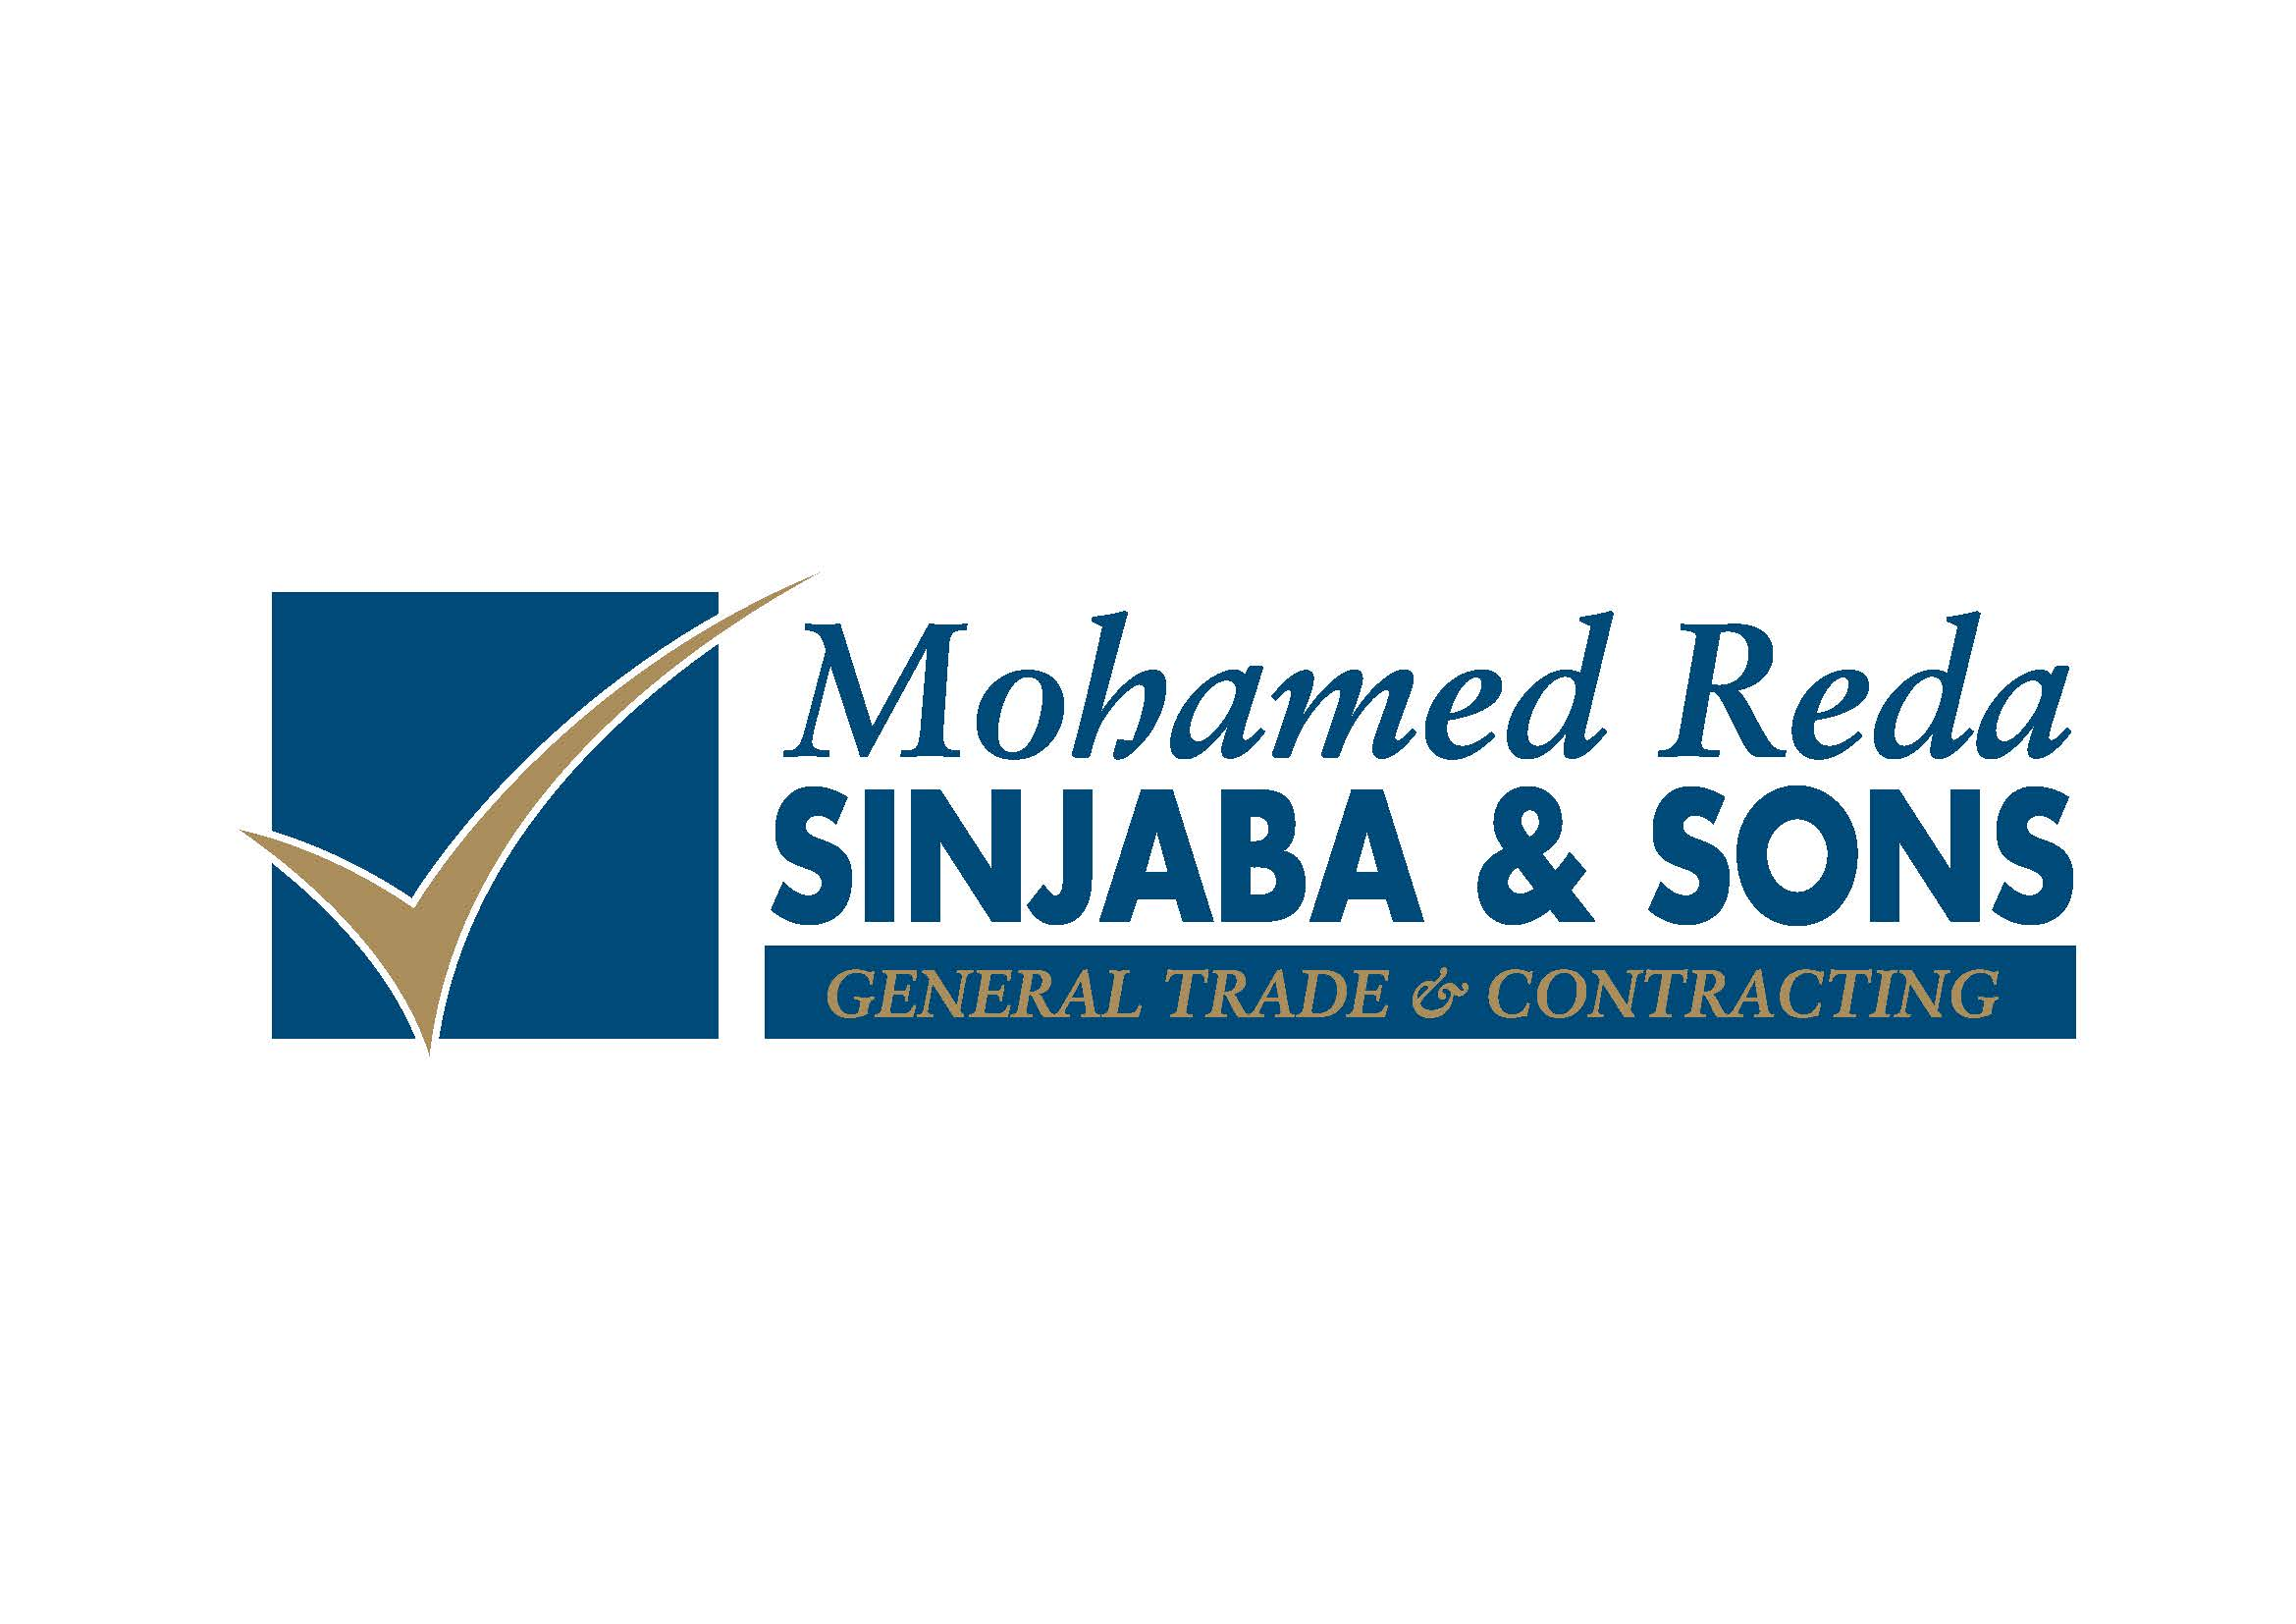 Mohamed Reda
SINJABA & SONS
GENERAL TRADE & CONTRACTING